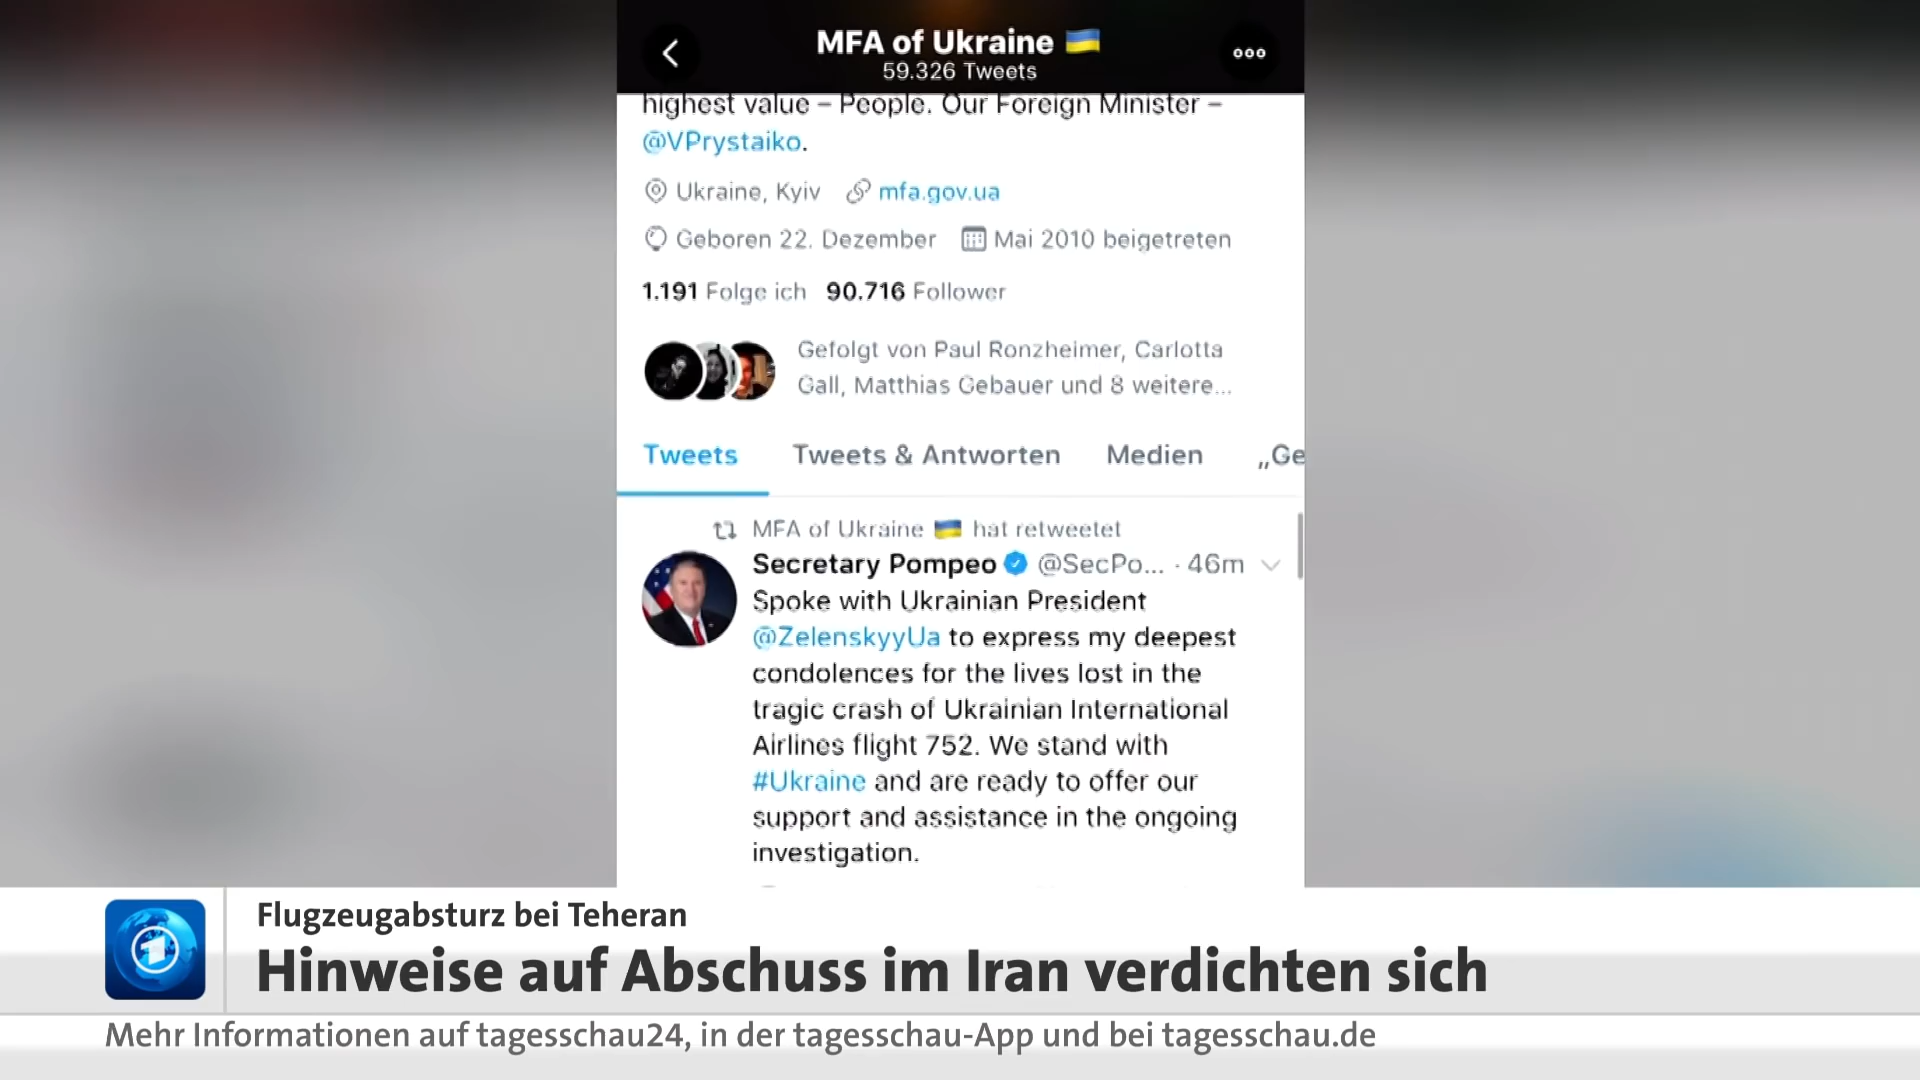 MFA of Ukraine 🇺🇦
59.326 Tweets
highest value – People. Our Foreign Minister –
@VPrystaiko.
Ukraine, Kyiv mfa.gov.ua
Geboren 22. Dezember Mai 2010 beigetreten
1.191 Folge ich 90.716 Follower
Gefolgt von Paul Ronzheimer, Carlotta
Gall, Matthias Gebauer und 8 weitere...
Tweets Tweets & Antworten Medien „Ge
MFA of Ukraine 🇺🇦 hat retweetet
Secretary Pompeo @SecPo... · 46m
Spoke with Ukrainian President
@ZelenskyyUa to express my deepest
condolences for the lives lost in the
tragic crash of Ukrainian International
Airlines flight 752. We stand with
#Ukraine and are ready to offer our
support and assistance in the ongoing
investigation.
1
Flugzeugabsturz bei Teheran
Hinweise auf Abschuss im Iran verdichten sich
Mehr Informationen auf tagesschau24, in der tagesschau-App und bei tagesschau.de